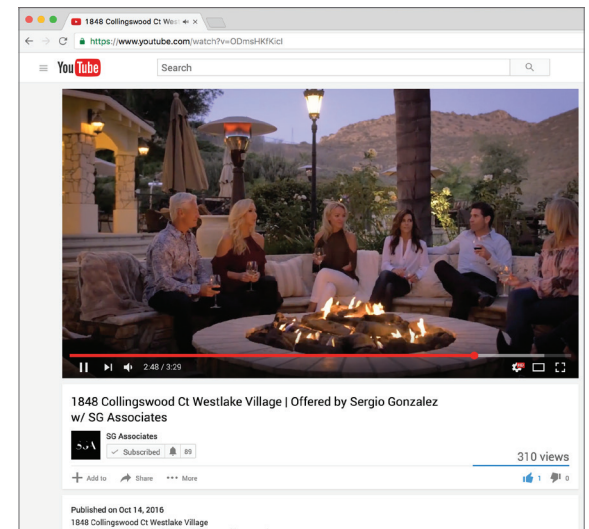 1848 Collingswood Ct West
https://www.youtube.com/watch?v=ODmsHKfKicI
YouTube
Search
2:48 / 3:29
1848 Collingswood Ct Westlake Village | Offered by Sergio Gonzalez
w/ SG Associates
SGA
SG Associates
Subscribed 89
310 views
Add to Share More
1 0
Published on Oct 14, 2016
1848 Collingswood Ct Westlake Village